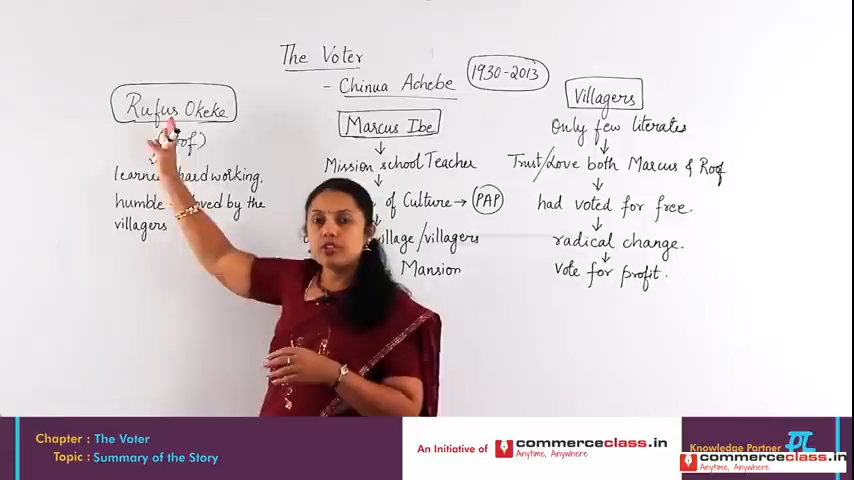 The Voter
- Chinua Achebe
1930-2013
Rufus Okeke
learned hardworking.
humble loved by the
villagers
Marcus Ibe
Mission school Teacher
of Culture → PAP
village/villagers
Mansion
Villagers
Only few literates
Trust/Love both Marcus & Roof
had voted for free.
radical change.
vote for profit.
Chapter : The Voter
Topic : Summary of the Story
An Initiative of commerceclass.in
Anytime, Anywhere
Knowledge Partner
commerceclass.in
Anytime, Anywhere